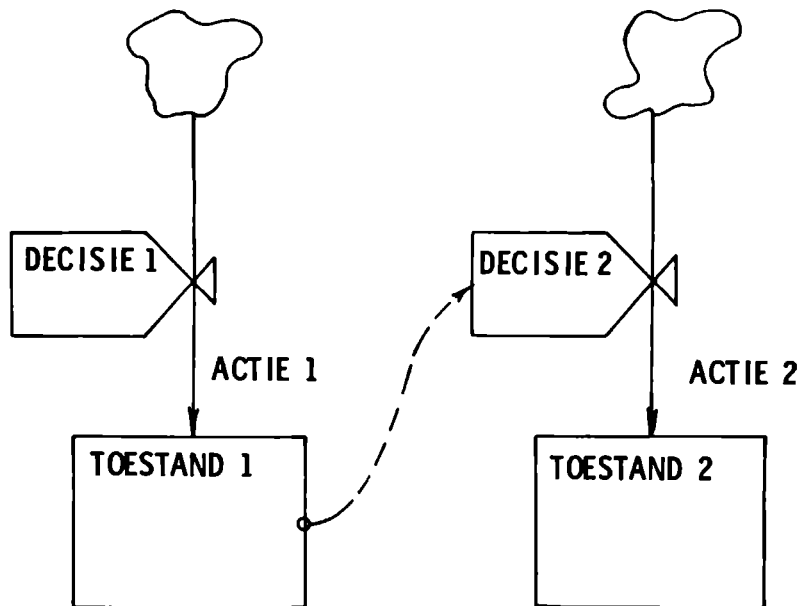 DECISIE 1
DECISIE 2
ACTIE 1
ACTIE 2
TOESTAND 1
TOESTAND 2